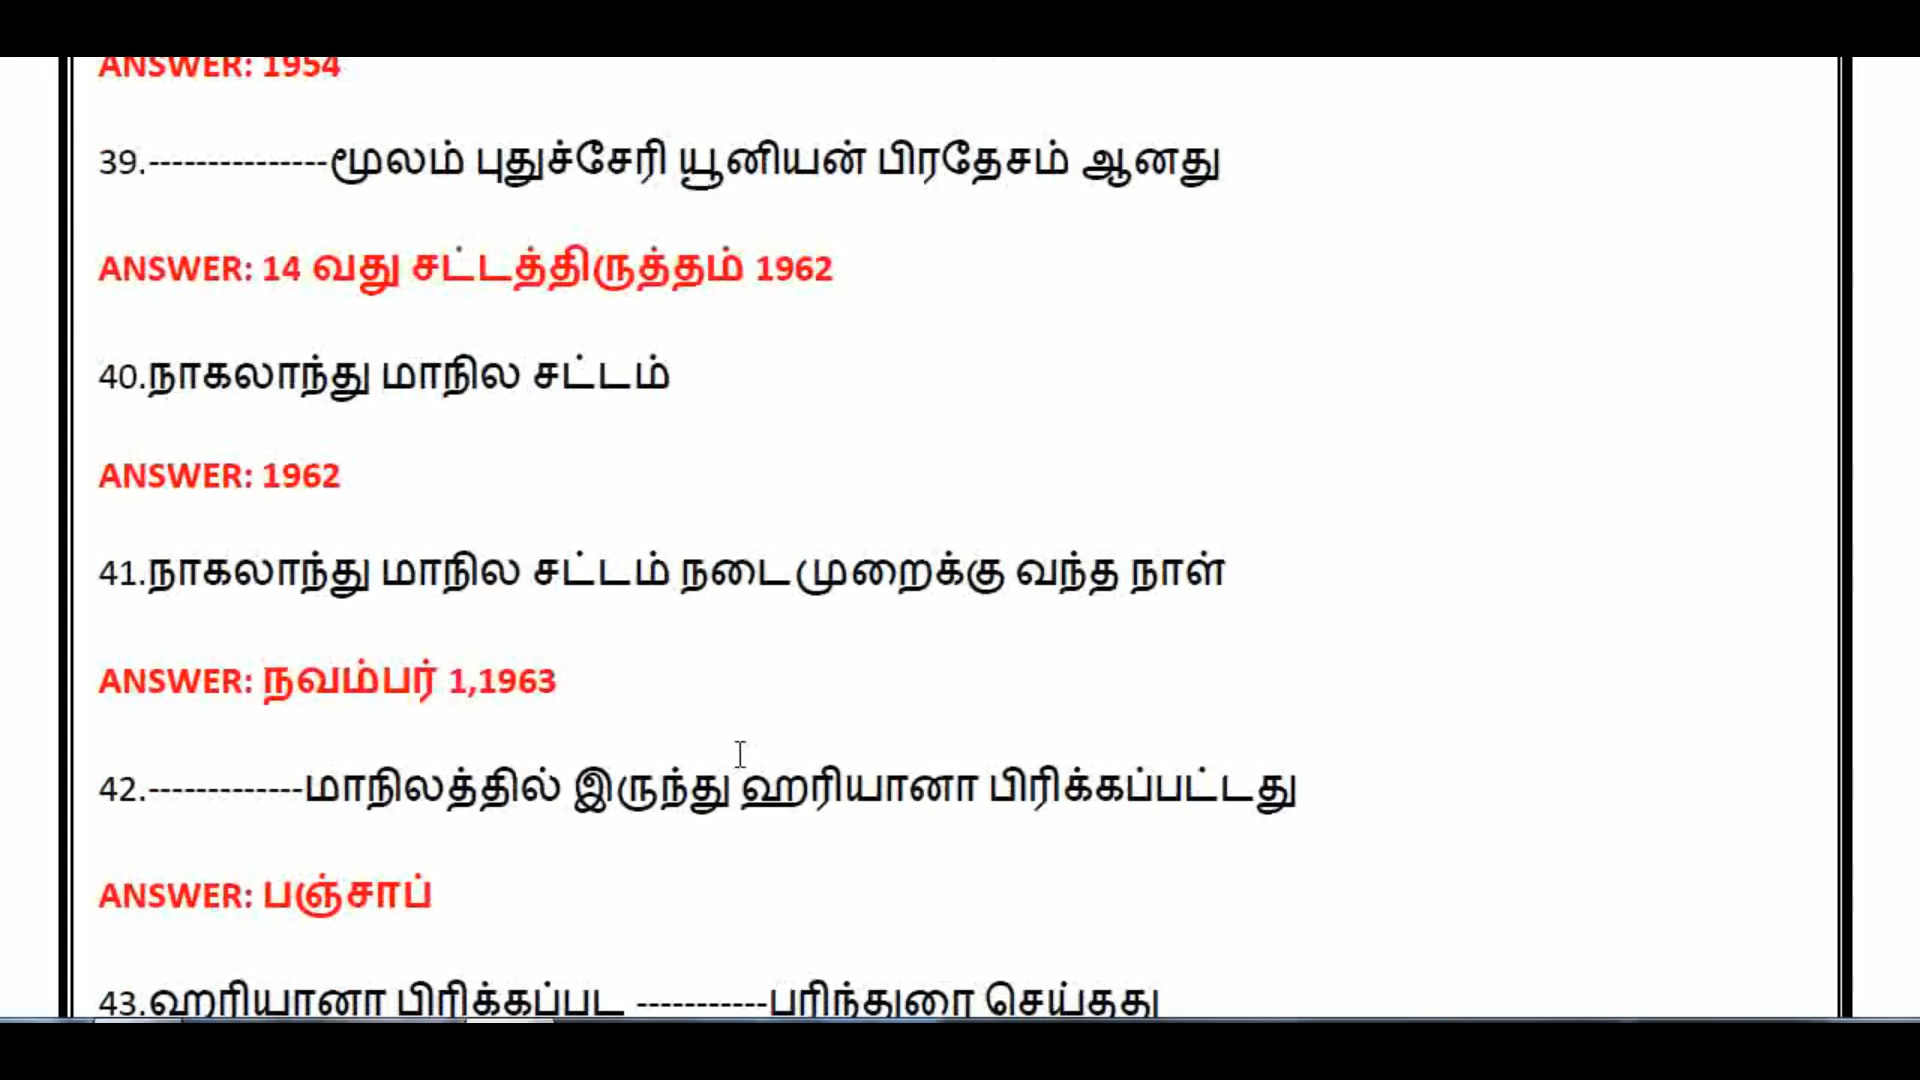 ANSWER: 1954
39.---------------மூலம் புதுச்சேரி யூனியன் பிரதேசம் ஆனது
ANSWER: 14 வது சட்டத்திருத்தம் 1962
40.நாகலாந்து மாநில சட்டம்
ANSWER: 1962
41.நாகலாந்து மாநில சட்டம் நடைமுறைக்கு வந்த நாள்
ANSWER: நவம்பர் 1,1963
42.-------------மாநிலத்தில் இருந்து ஹரியானா பிரிக்கப்பட்டது
ANSWER: பஞ்சாப்
43.ஹரியானா பிரிக்கப்பட -----------பரிந்துரை செய்தது